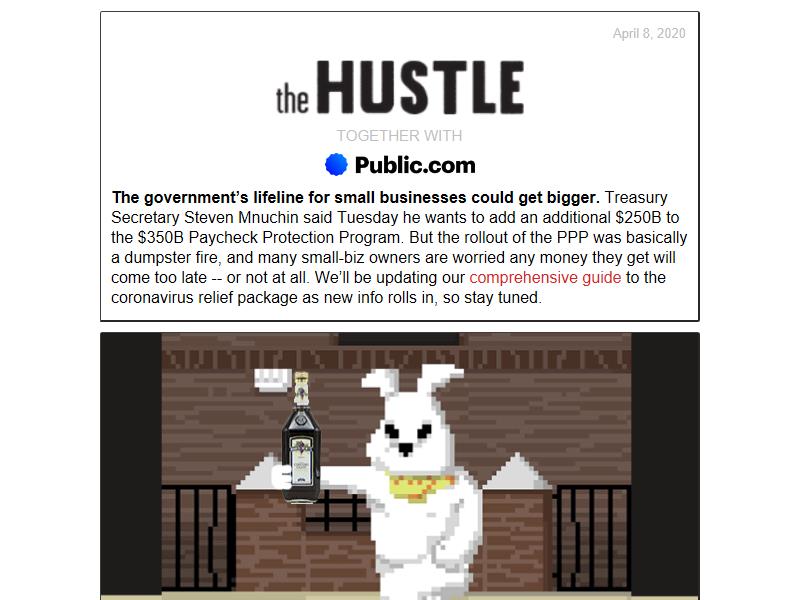 April 8, 2020
the HUSTLE
TOGETHER WITH
Public.com
The government’s lifeline for small businesses could get bigger. Treasury
Secretary Steven Mnuchin said Tuesday he wants to add an additional $250B to
the $350B Paycheck Protection Program. But the rollout of the PPP was basically
a dumpster fire, and many small-biz owners are worried any money they get will
come too late -- or not at all. We’ll be updating our comprehensive guide to the
coronavirus relief package as new info rolls in, so stay tuned.